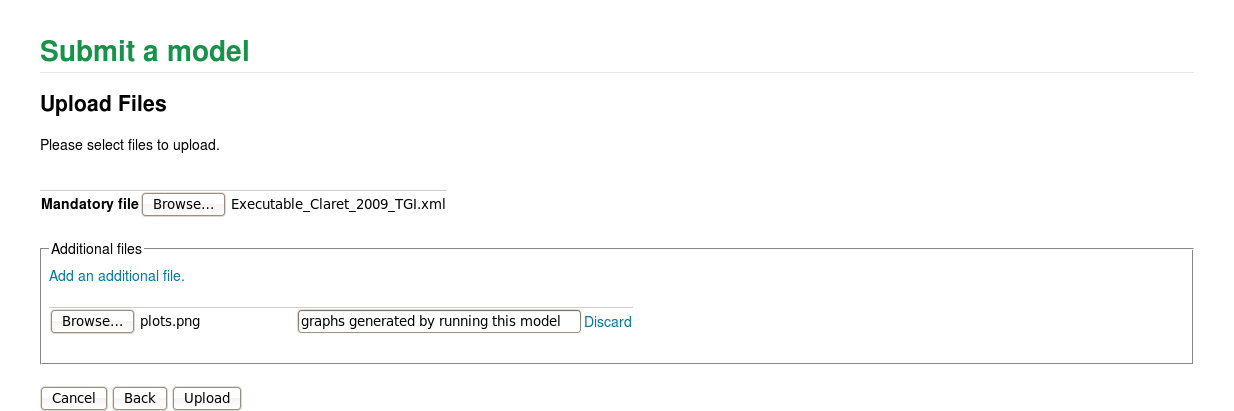 Submit a model
Upload Files
Please select files to upload.
Mandatory file Browse... Executable_Claret_2009_TGI.xml
Additional files
Add an additional file.
Browse... plots.png graphs generated by running this model Discard
Cancel Back Upload